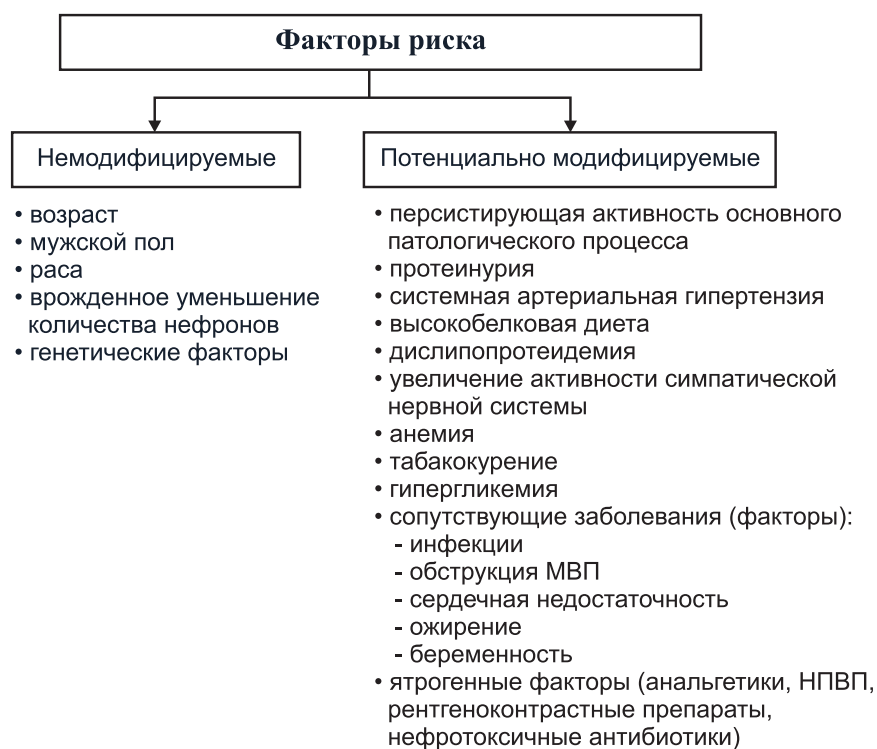 Факторы риска
Немодифицируемые
• возраст
• мужской пол
• раса
• врожденное уменьшение
количества нефронов
• генетические факторы
Потенциально модифицируемые
• персистирующая активность основного
патологического процесса
• протеинурия
• системная артериальная гипертензия
• высокобелковая диета
• дислипопротеидемия
• увеличение активности симпатической
нервной системы
• анемия
• табакокурение
• гипергликемия
• сопутствующие заболевания (факторы):
- инфекции
- обструкция МВП
- сердечная недостаточность
- ожирение
- беременность
• ятрогенные факторы (анальгетики, НПВП,
рентгеноконтрастные препараты,
нефротоксичные антибиотики)